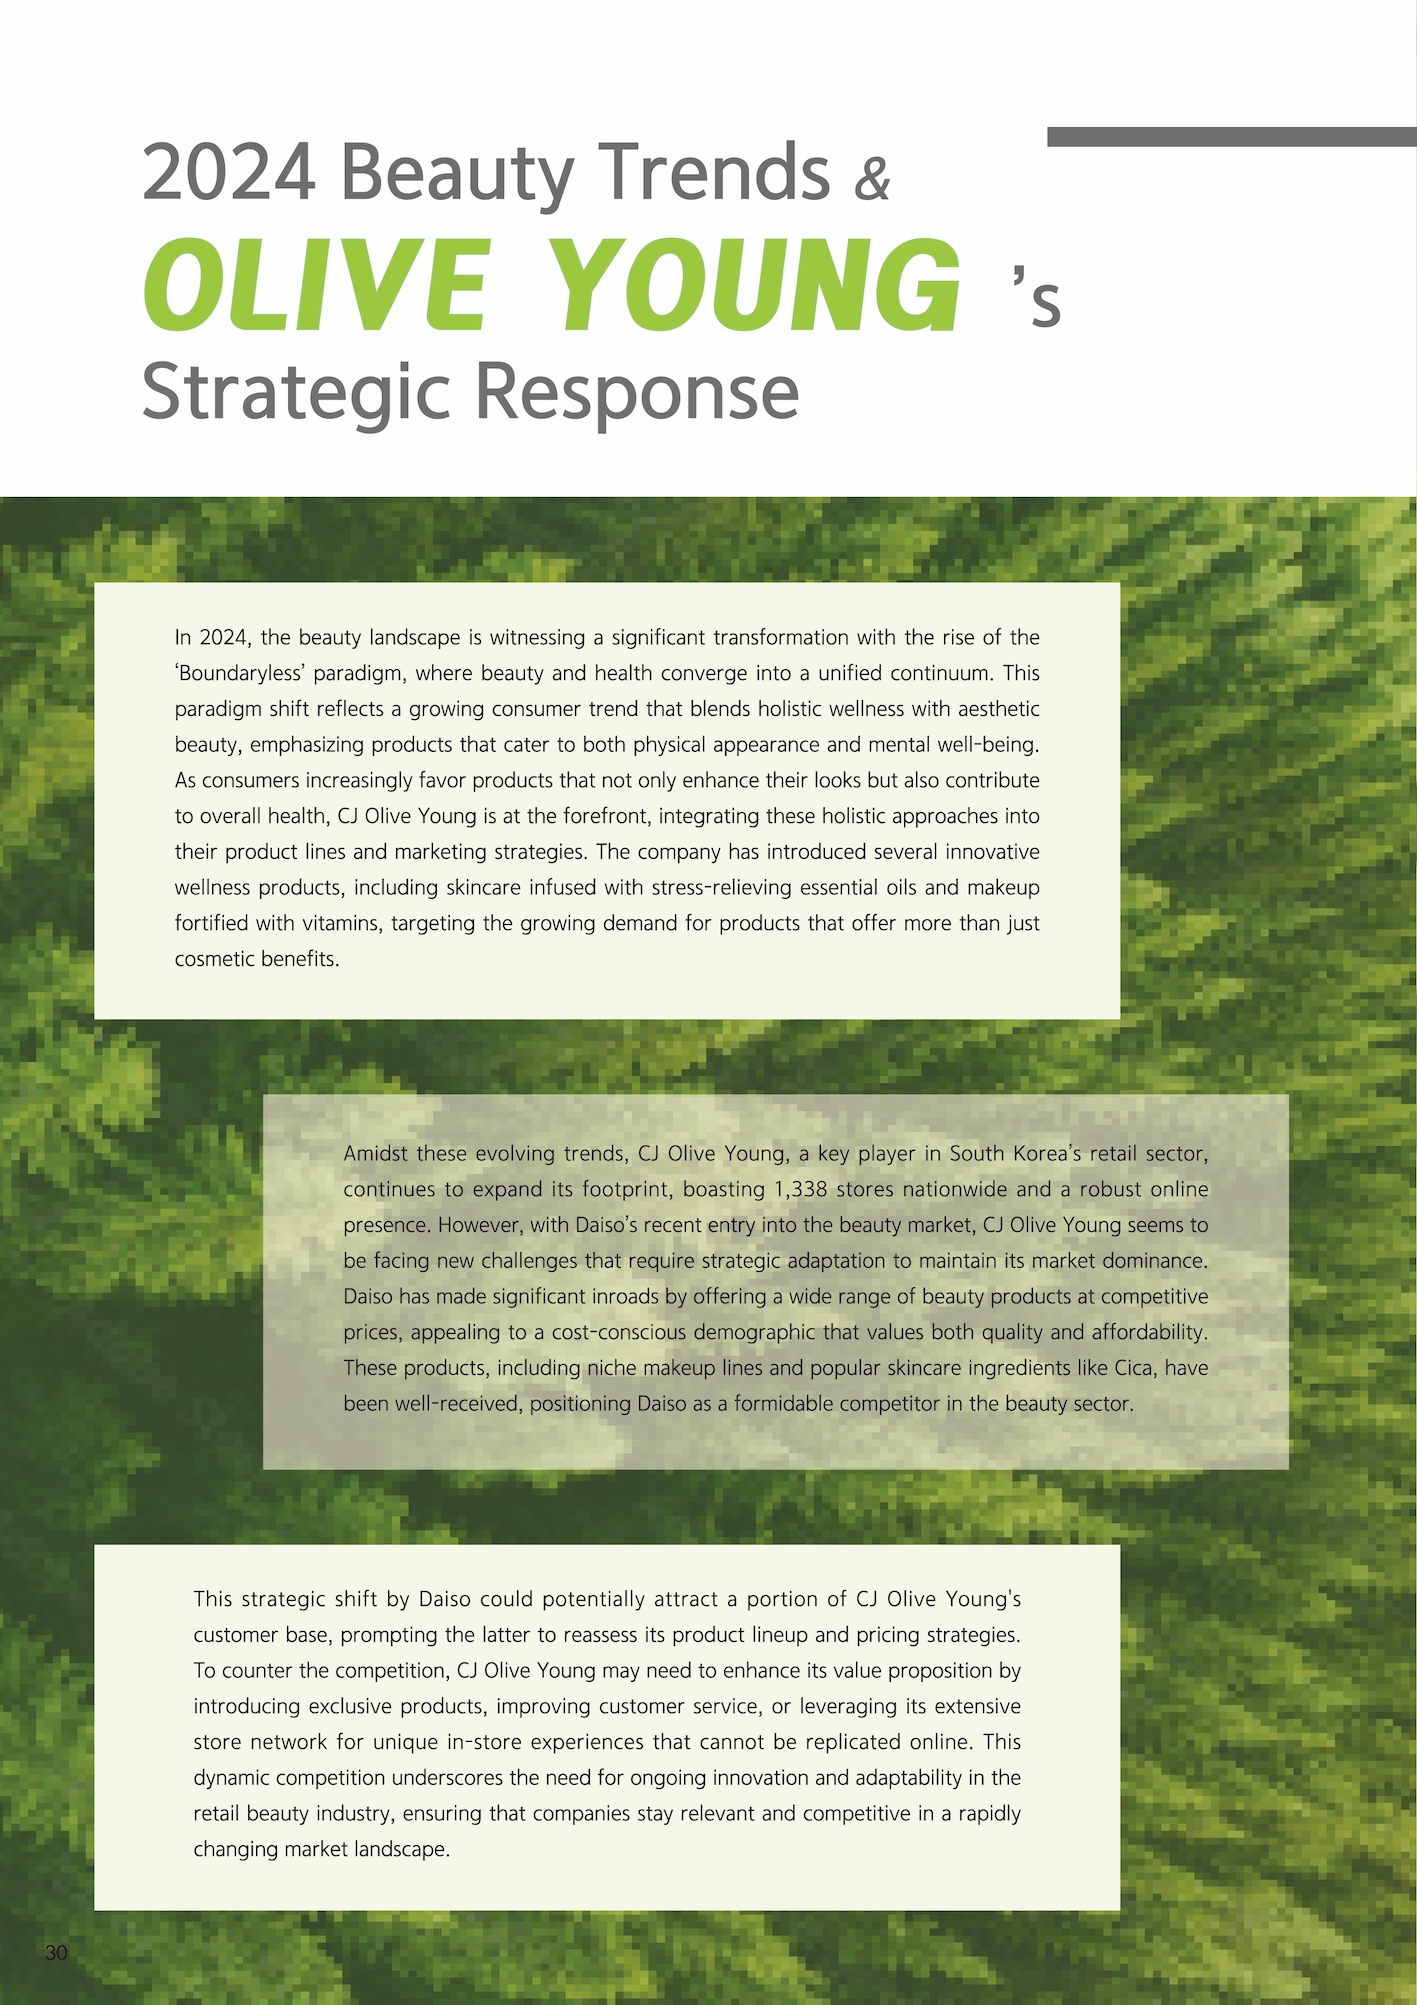 2024 Beauty Trends &
OLIVE YOUNG ’s
Strategic Response
In 2024, the beauty landscape is witnessing a significant transformation with the rise of the
‘Boundaryless’ paradigm, where beauty and health converge into a unified continuum. This
paradigm shift reflects a growing consumer trend that blends holistic wellness with aesthetic
beauty, emphasizing products that cater to both physical appearance and mental well-being.
As consumers increasingly favor products that not only enhance their looks but also contribute
to overall health, CJ Olive Young is at the forefront, integrating these holistic approaches into
their product lines and marketing strategies. The company has introduced several innovative
wellness products, including skincare infused with stress-relieving essential oils and makeup
fortified with vitamins, targeting the growing demand for products that offer more than just
cosmetic benefits.
Amidst these evolving trends, CJ Olive Young, a key player in South Korea’s retail sector,
continues to expand its footprint, boasting 1,338 stores nationwide and a robust online
presence. However, with Daiso’s recent entry into the beauty market, CJ Olive Young seems to
be facing new challenges that require strategic adaptation to maintain its market dominance.
Daiso has made significant inroads by offering a wide range of beauty products at competitive
prices, appealing to a cost-conscious demographic that values both quality and affordability.
These products, including niche makeup lines and popular skincare ingredients like Cica, have
been well-received, positioning Daiso as a formidable competitor in the beauty sector.
This strategic shift by Daiso could potentially attract a portion of CJ Olive Young's
customer base, prompting the latter to reassess its product lineup and pricing strategies.
To counter the competition, CJ Olive Young may need to enhance its value proposition by
introducing exclusive products, improving customer service, or leveraging its extensive
store network for unique in-store experiences that cannot be replicated online. This
dynamic competition underscores the need for ongoing innovation and adaptability in the
retail beauty industry, ensuring that companies stay relevant and competitive in a rapidly
changing market landscape.
30